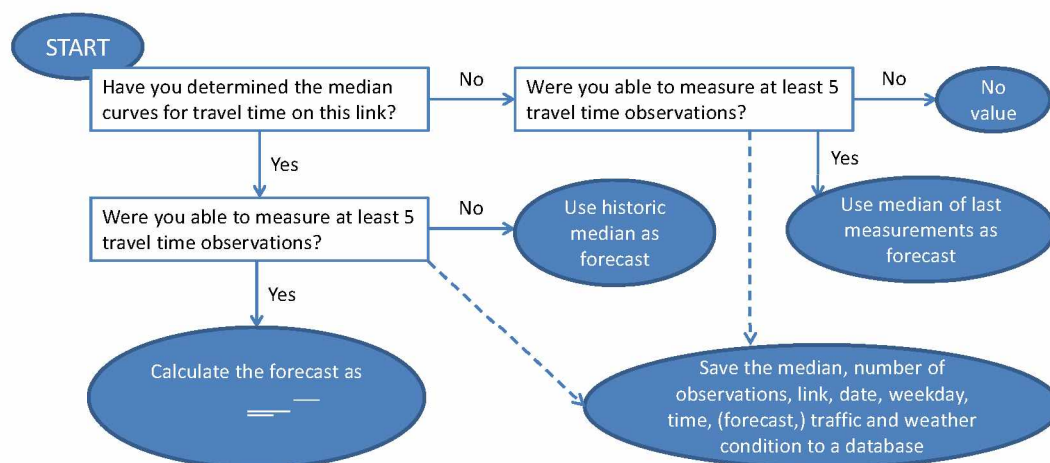 START
Have you determined the median
curves for travel time on this link?
No
Were you able to measure at least 5
travel time observations?
No
No
value
Yes
Yes
Were you able to measure at least 5
travel time observations?
No
Use historic
median as
forecast
Use median of last
measurements as
forecast
Yes
Calculate the forecast as
Save the median, number of
observations, link, date, weekday,
time, (forecast,) traffic and weather
condition to a database